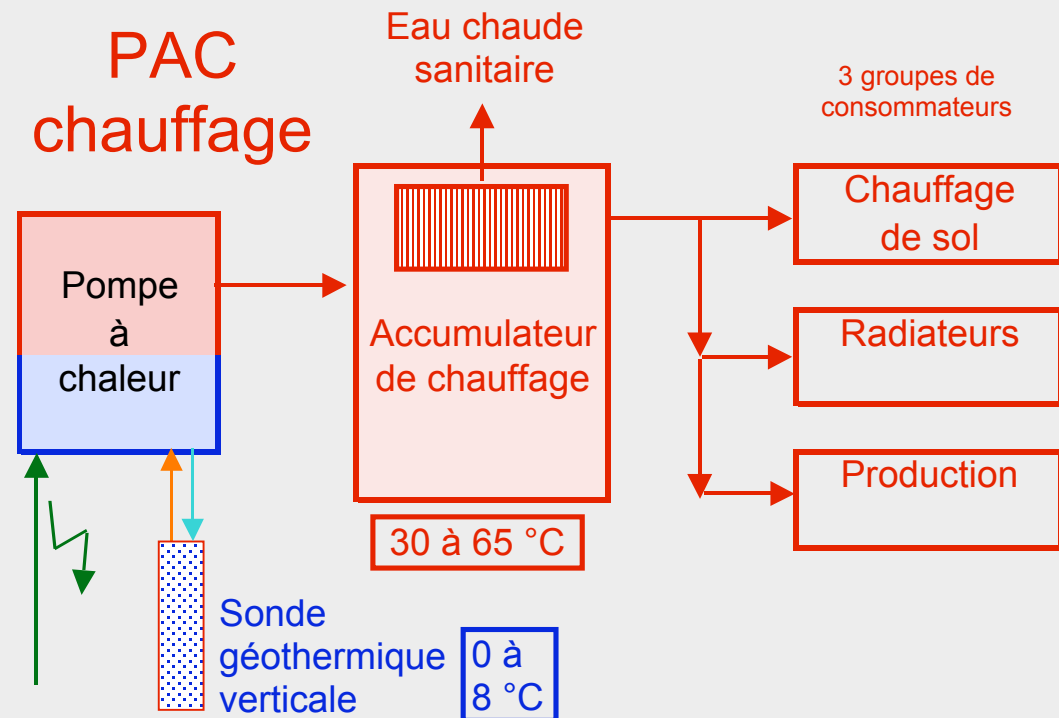 PAC
chauffage
Eau chaude
sanitaire
3 groupes de
consommateurs
Pompe
à
chaleur
Accumulateur
de chauffage
Chauffage
de sol
Radiateurs
Production
30 à 65 °C
Sonde
géothermique
verticale
0 à
8 °C